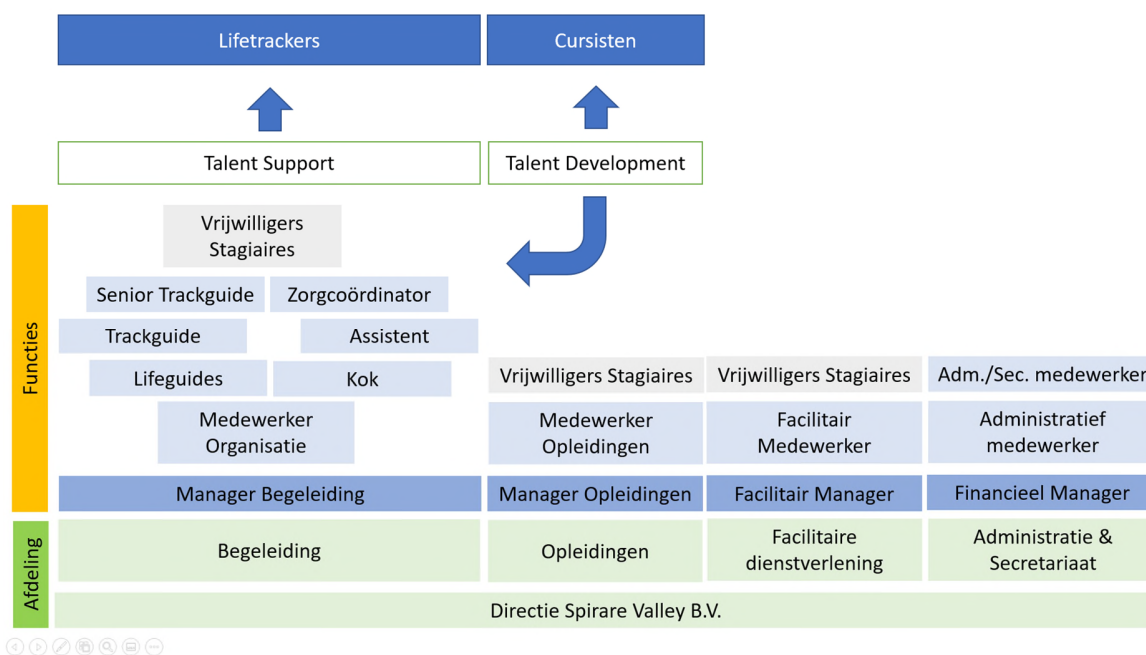 Lifetrackers
Cursisten
Talent Support
Talent Development
Functies
Vrijwilligers
Stagiaires
Senior Trackguide
Zorgcoördinator
Trackguide
Assistent
Lifeguides
Kok
Vrijwilligers Stagiaires
Vrijwilligers Stagiaires
Adm./Sec. medewerker
Medewerker
Organisatie
Medewerker
Opleidingen
Facilitair
Medewerker
Administratief
medewerker
Manager Begeleiding
Manager Opleidingen
Facilitair Manager
Financieel Manager
Afdeling
Begeleiding
Opleidingen
Facilitaire
dienstverlening
Administratie &
Secretariaat
Directie Spirare Valley B.V.